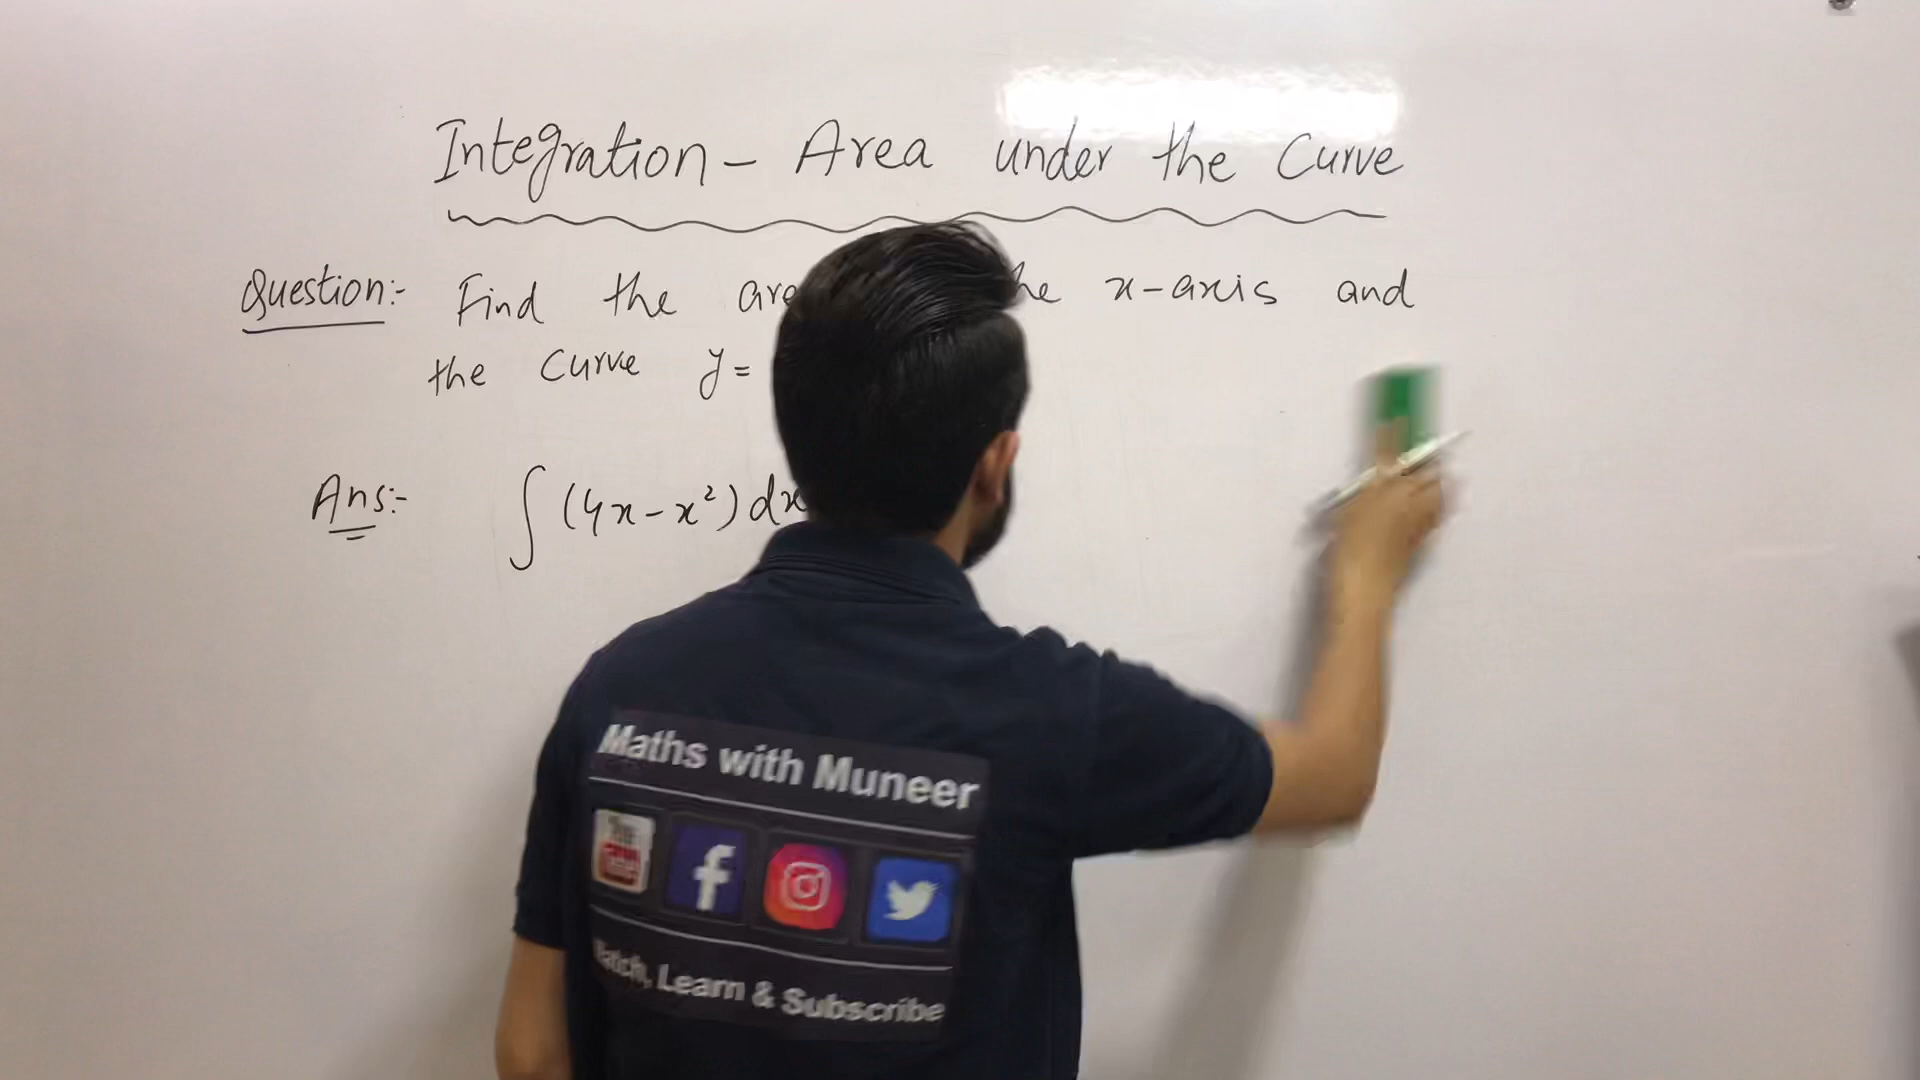 Integration - Area under the Curve
Question:- Find the x-axis and
the Curve y=
Ans:- ∫(4x-x²)dx
Maths with Muneer
Learn & Subscribe